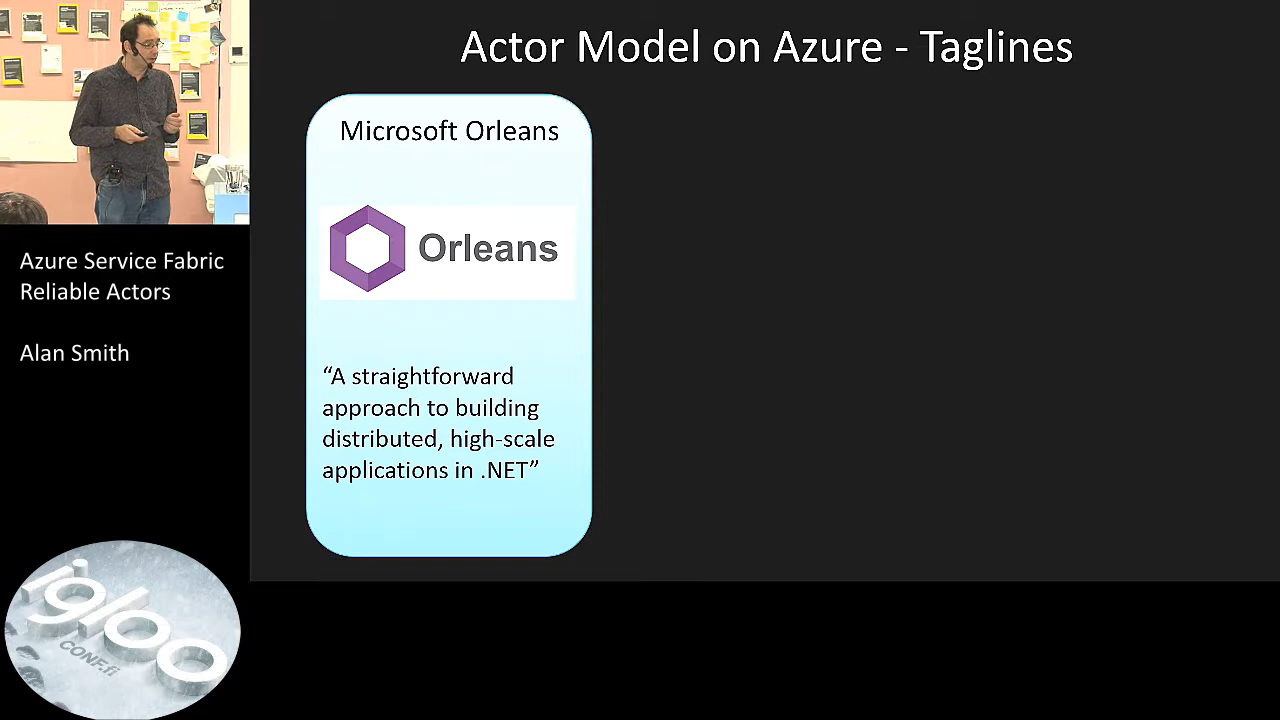 Actor Model on Azure - Taglines
Microsoft Orleans
Orleans
“A straightforward
approach to building
distributed, high-scale
applications in .NET”
Azure Service Fabric
Reliable Actors
Alan Smith
igloo
CONF.fi